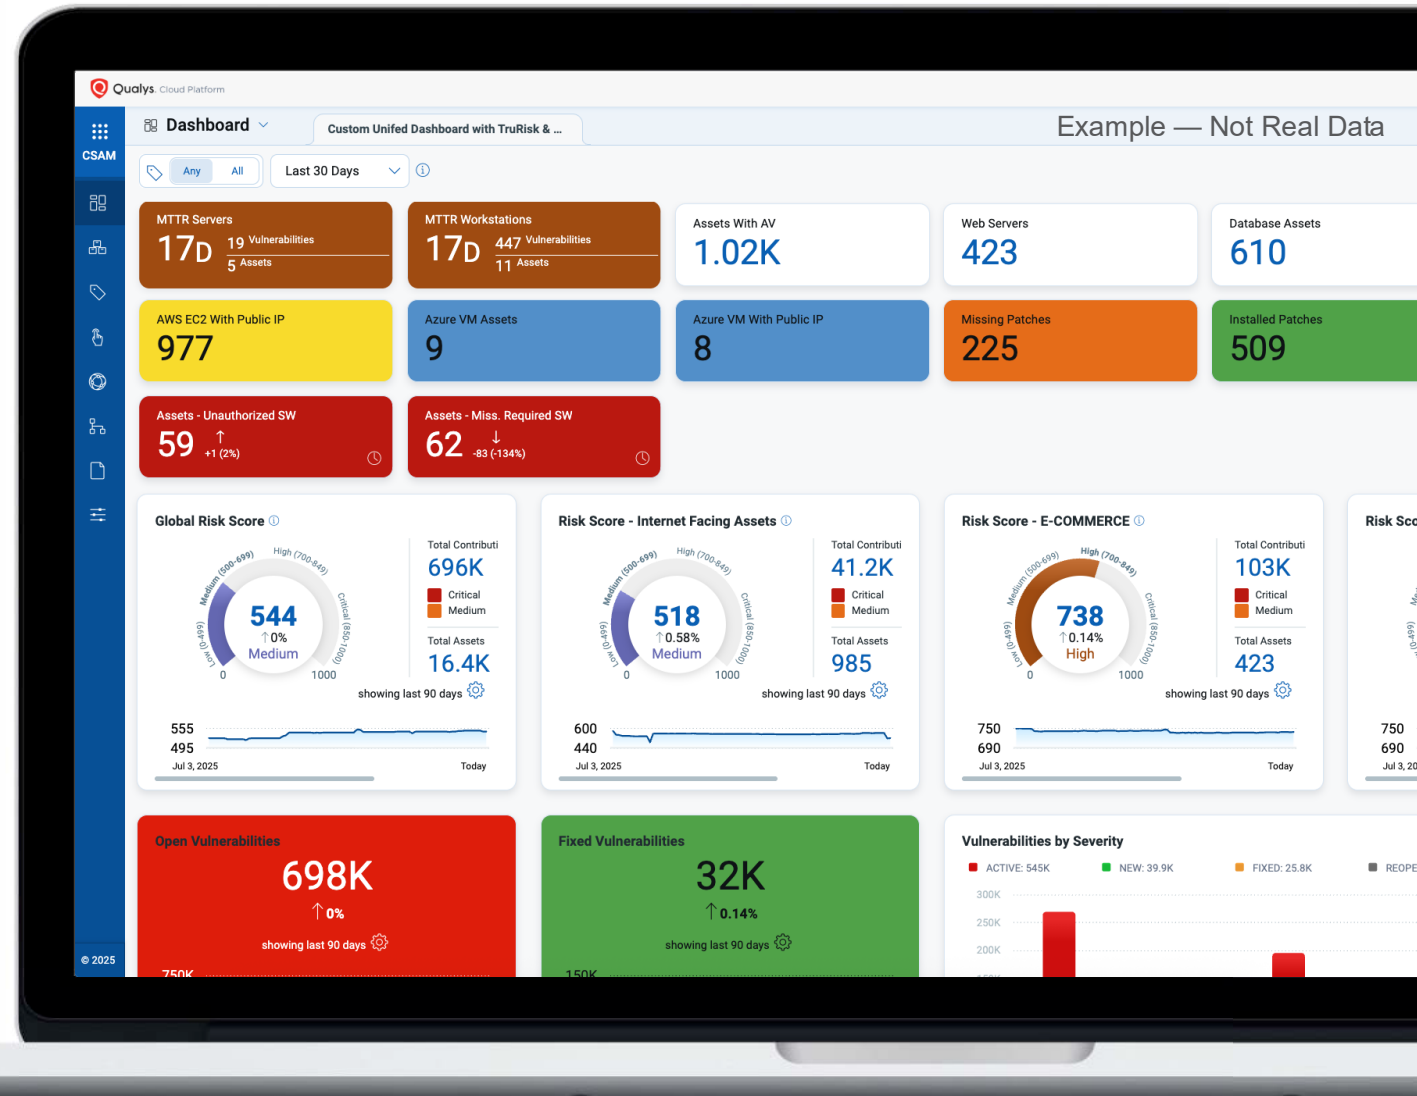 Qualys. Cloud Platform
CSAM
Dashboard
Custom Unifed Dashboard with TruRisk & ...
Example — Not Real Data
Any All
Last 30 Days
MTTR Servers
17D
19 Vulnerabilities
5 Assets
MTTR Workstations
17D
447 Vulnerabilities
11 Assets
Assets With AV
1.02K
Web Servers
423
Database Assets
610
AWS EC2 With Public IP
977
Azure VM Assets
9
Azure VM With Public IP
8
Missing Patches
225
Installed Patches
509
Assets - Unauthorized SW
59
↑
+1 (2%)
Assets - Miss. Required SW
62
↓
-83 (-134%)
Global Risk Score
Low (0-499)
Medium (500-699)
High (700-849)
Critical (850-1000)
544
↑0%
Medium
0 1000
Total Contributi
696K
Critical
Medium
Total Assets
16.4K
showing last 90 days
555
495
Jul 3, 2025 Today
Risk Score - Internet Facing Assets
Low (0-499)
Medium (500-699)
High (700-849)
Critical (850-1000)
518
↑0.58%
Medium
0 1000
Total Contributi
41.2K
Critical
Medium
Total Assets
985
showing last 90 days
600
440
Jul 3, 2025 Today
Risk Score - E-COMMERCE
Low (0-499)
Medium (500-699)
High (700-849)
Critical (850-1000)
738
↑0.14%
High
0 1000
Total Contributi
103K
Critical
Medium
Total Assets
423
showing last 90 days
750
690
Jul 3, 2025 Today
Risk Sco
750
690
Jul 3, 20
Open Vulnerabilities
698K
↑0%
showing last 90 days
750K
Fixed Vulnerabilities
32K
↑0.14%
showing last 90 days
150K
Vulnerabilities by Severity
ACTIVE: 545K NEW: 39.9K FIXED: 25.8K REOPE
300K
250K
200K
© 2025